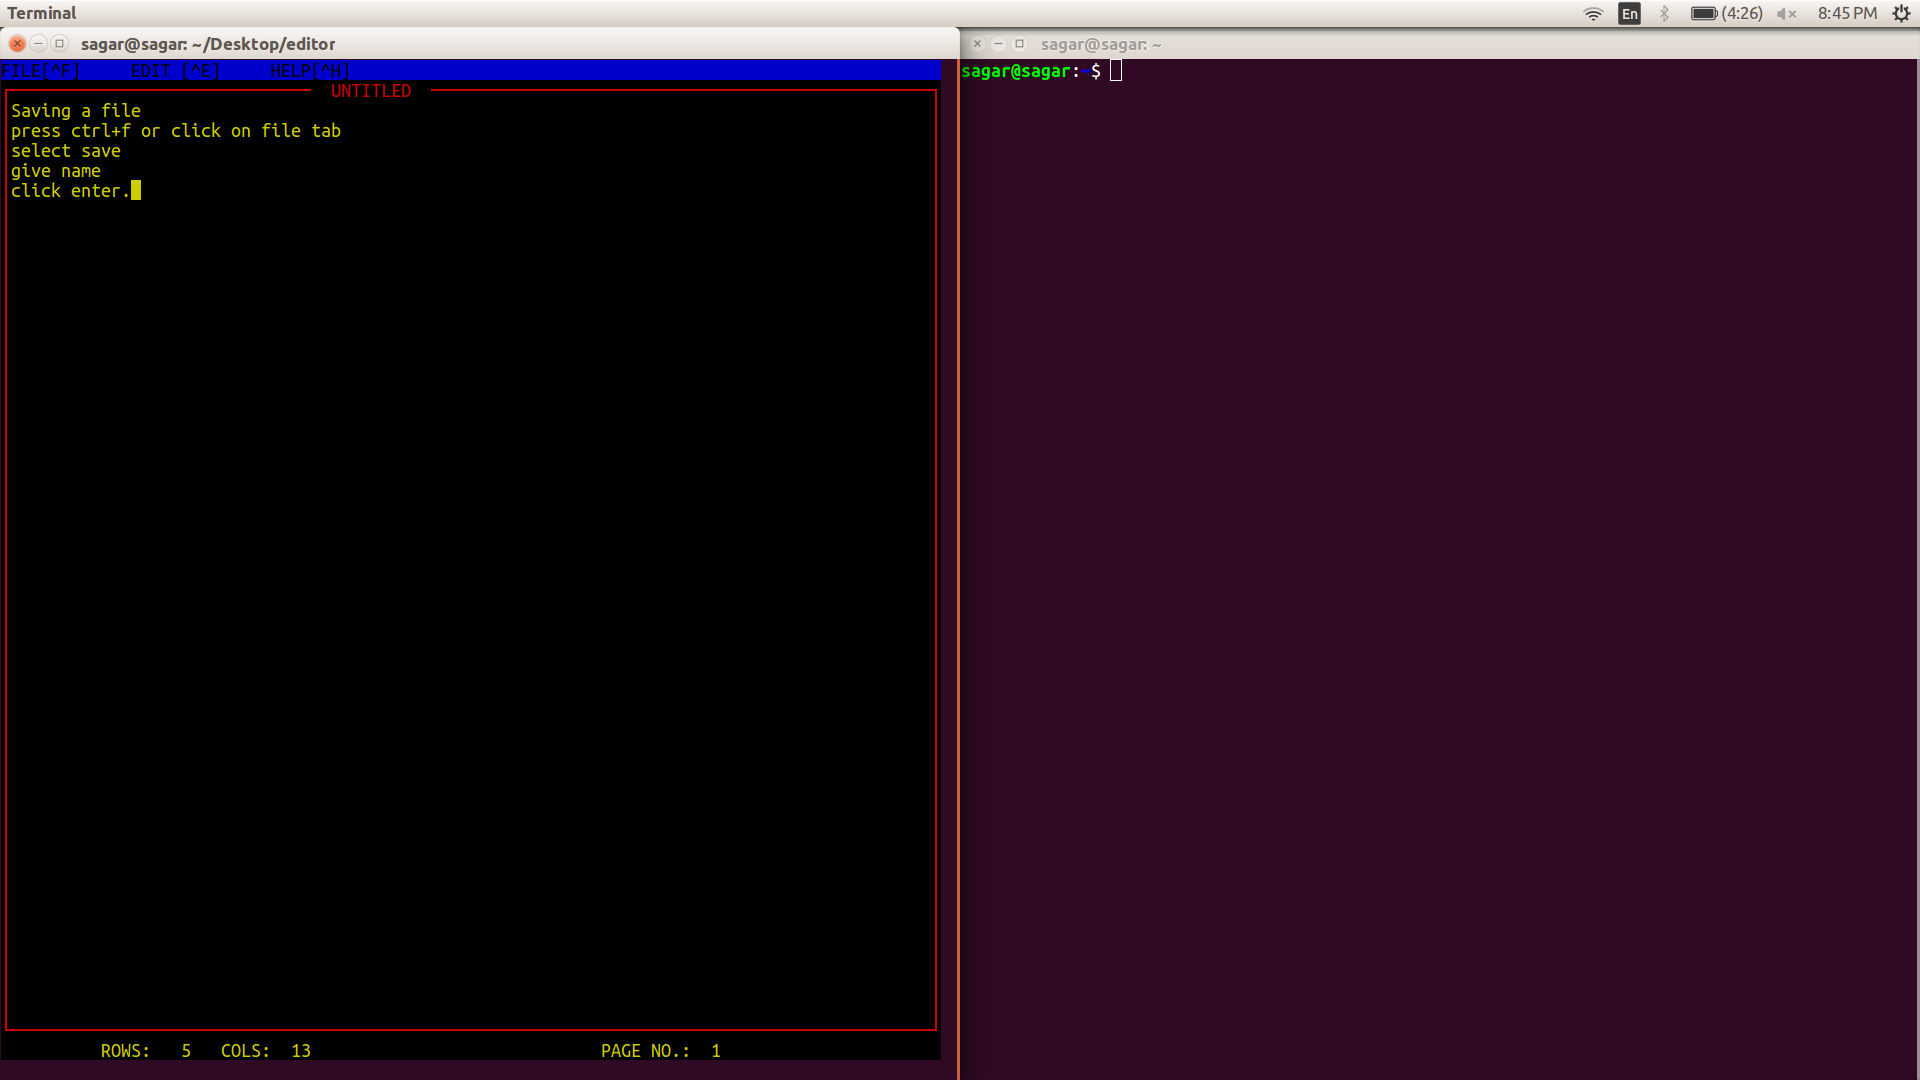 Terminal
En
(4:26)
8:45 PM
sagar@sagar: ~/Desktop/editor
FILE[^F] EDIT [^E] HELP[^H]
UNTITLED
Saving a file
press ctrl+f or click on file tab
select save
give name
click enter.
ROWS: 5 COLS: 13 PAGE NO.: 1
sagar@sagar: ~
sagar@sagar:~$